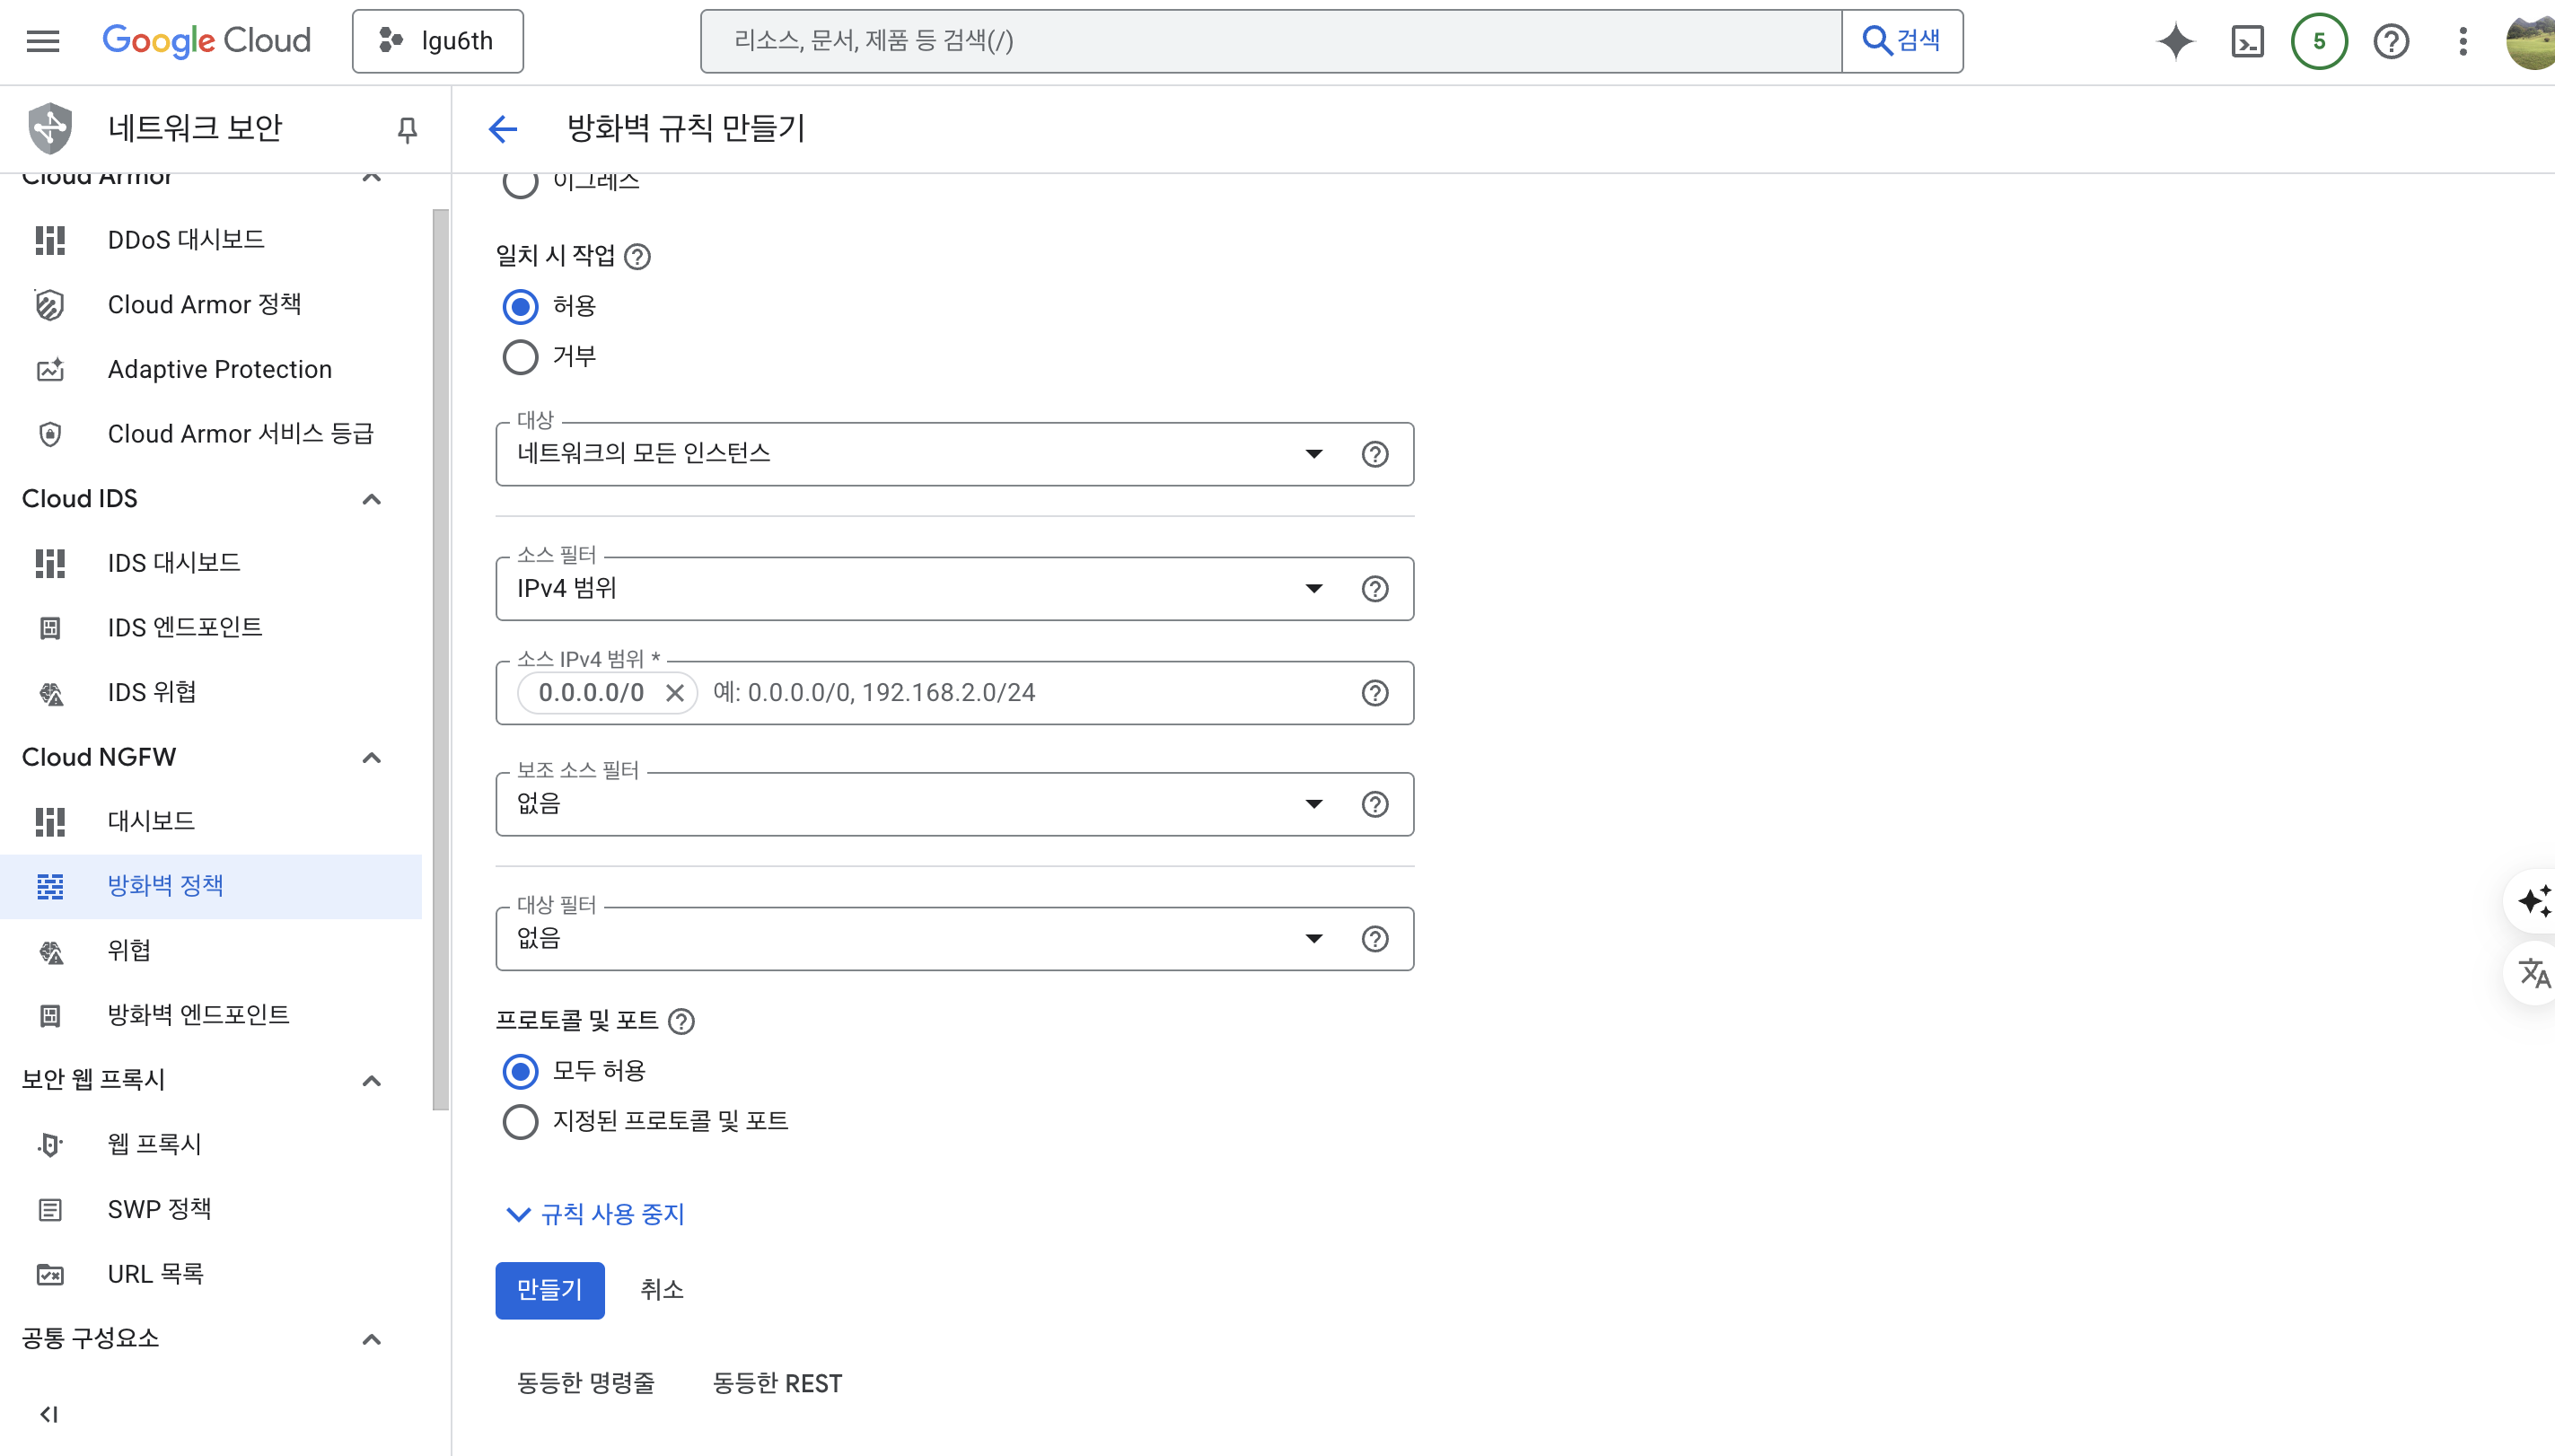 Google Cloud
lgu6th
리소스, 문서, 제품 등 검색(/)
검색
5
네트워크 보안
방화벽 규칙 만들기
Cloud Armor
DDoS 대시보드
Cloud Armor 정책
Adaptive Protection
Cloud Armor 서비스 등급
Cloud IDS
IDS 대시보드
IDS 엔드포인트
IDS 위협
Cloud NGFW
대시보드
방화벽 정책
위협
방화벽 엔드포인트
보안 웹 프록시
웹 프록시
SWP 정책
URL 목록
공통 구성요소
이그레스
일치 시 작업
허용
거부
대상
네트워크의 모든 인스턴스
소스 필터
IPv4 범위
소스 IPv4 범위 *
0.0.0.0/0 예: 0.0.0.0/0, 192.168.2.0/24
보조 소스 필터
없음
대상 필터
없음
프로토콜 및 포트
모두 허용
지정된 프로토콜 및 포트
규칙 사용 중지
만들기 취소
동등한 명령줄 동등한 REST